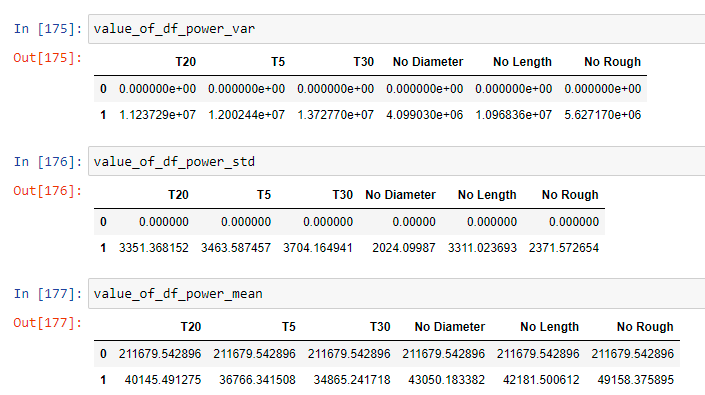 In [175]: value_of_df_power_var
Out[175]:
T20 T5 T30 No Diameter No Length No Rough
0 0.000000e+00 0.000000e+00 0.000000e+00 0.000000e+00 0.000000e+00 0.000000e+00
1 1.123729e+07 1.200244e+07 1.372770e+07 4.099030e+06 1.096836e+07 5.627170e+06
In [176]: value_of_df_power_std
Out[176]:
T20 T5 T30 No Diameter No Length No Rough
0 0.000000 0.000000 0.000000 0.00000 0.000000 0.000000
1 3351.368152 3463.587457 3704.164941 2024.09987 3311.023693 2371.572654
In [177]: value_of_df_power_mean
Out[177]:
T20 T5 T30 No Diameter No Length No Rough
0 211679.542896 211679.542896 211679.542896 211679.542896 211679.542896 211679.542896
1 40145.491275 36766.341508 34865.241718 43050.183382 42181.500612 49158.375895